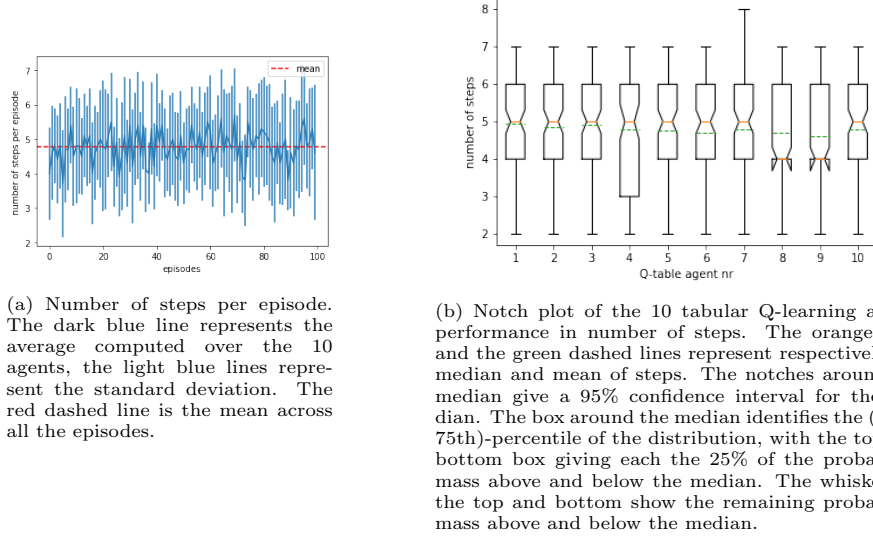 number of steps per episode
7
6
5
4
3
2
mean
0 20 40 60 80 100
episodes
(a) Number of steps per episode.
The dark blue line represents the
average computed over the 10
agents, the light blue lines repre-
sent the standard deviation. The
red dashed line is the mean across
all the episodes.
number of steps
8
7
6
5
4
3
2
1 2 3 4 5 6 7 8 9 10
Q-table agent nr
(b) Notch plot of the 10 tabular Q-learning a
performance in number of steps. The orange
and the green dashed lines represent respectivel
median and mean of steps. The notches aroun
median give a 95% confidence interval for the
dian. The box around the median identifies the (
75th)-percentile of the distribution, with the to
bottom box giving each the 25% of the proba
mass above and below the median. The whiske
the top and bottom show the remaining proba
mass above and below the median.